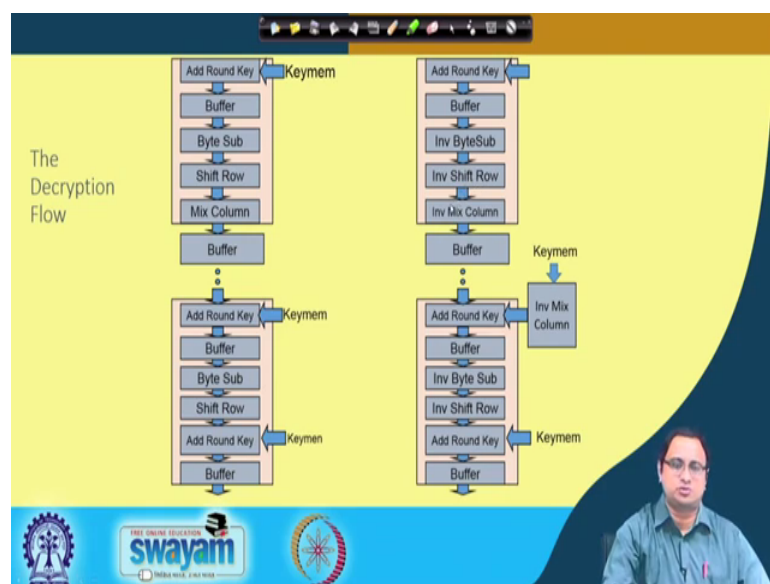 The
Decryption
Flow
Add Round Key
Keymem
Buffer
Byte Sub
Shift Row
Mix Column
Buffer
Add Round Key
Keymem
Buffer
Byte Sub
Shift Row
Add Round Key
Keymen
Buffer
Add Round Key
Buffer
Inv ByteSub
Inv Shift Row
Inv Mix Column
Buffer
Keymem
Inv Mix
Column
Add Round Key
Buffer
Inv Byte Sub
Inv Shift Row
Add Round Key
Keymem
Buffer
FREE ONLINE EDUCATION
swayam